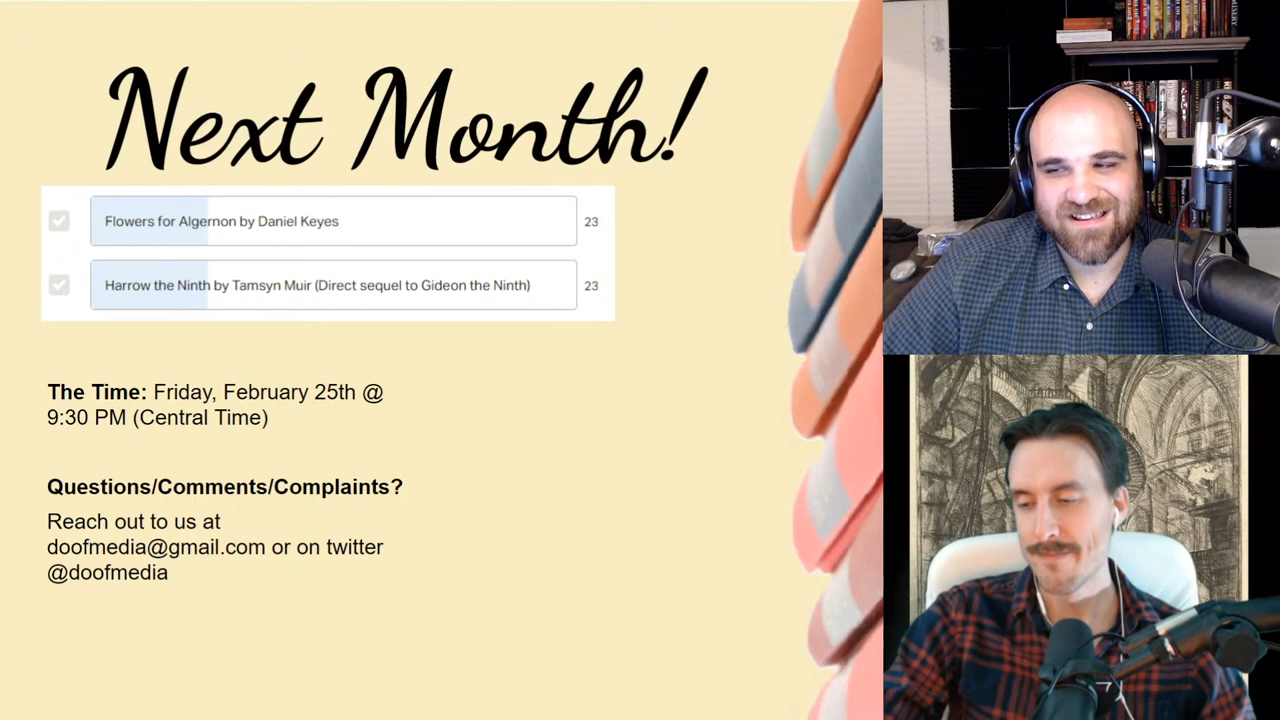 Next Month!
Flowers for Algernon by Daniel Keyes 23
Harrow the Ninth by Tamsyn Muir (Direct sequel to Gideon the Ninth) 23
The Time: Friday, February 25th @
9:30 PM (Central Time)
Questions/Comments/Complaints?
Reach out to us at
doofmedia@gmail.com or on twitter
@doofmedia